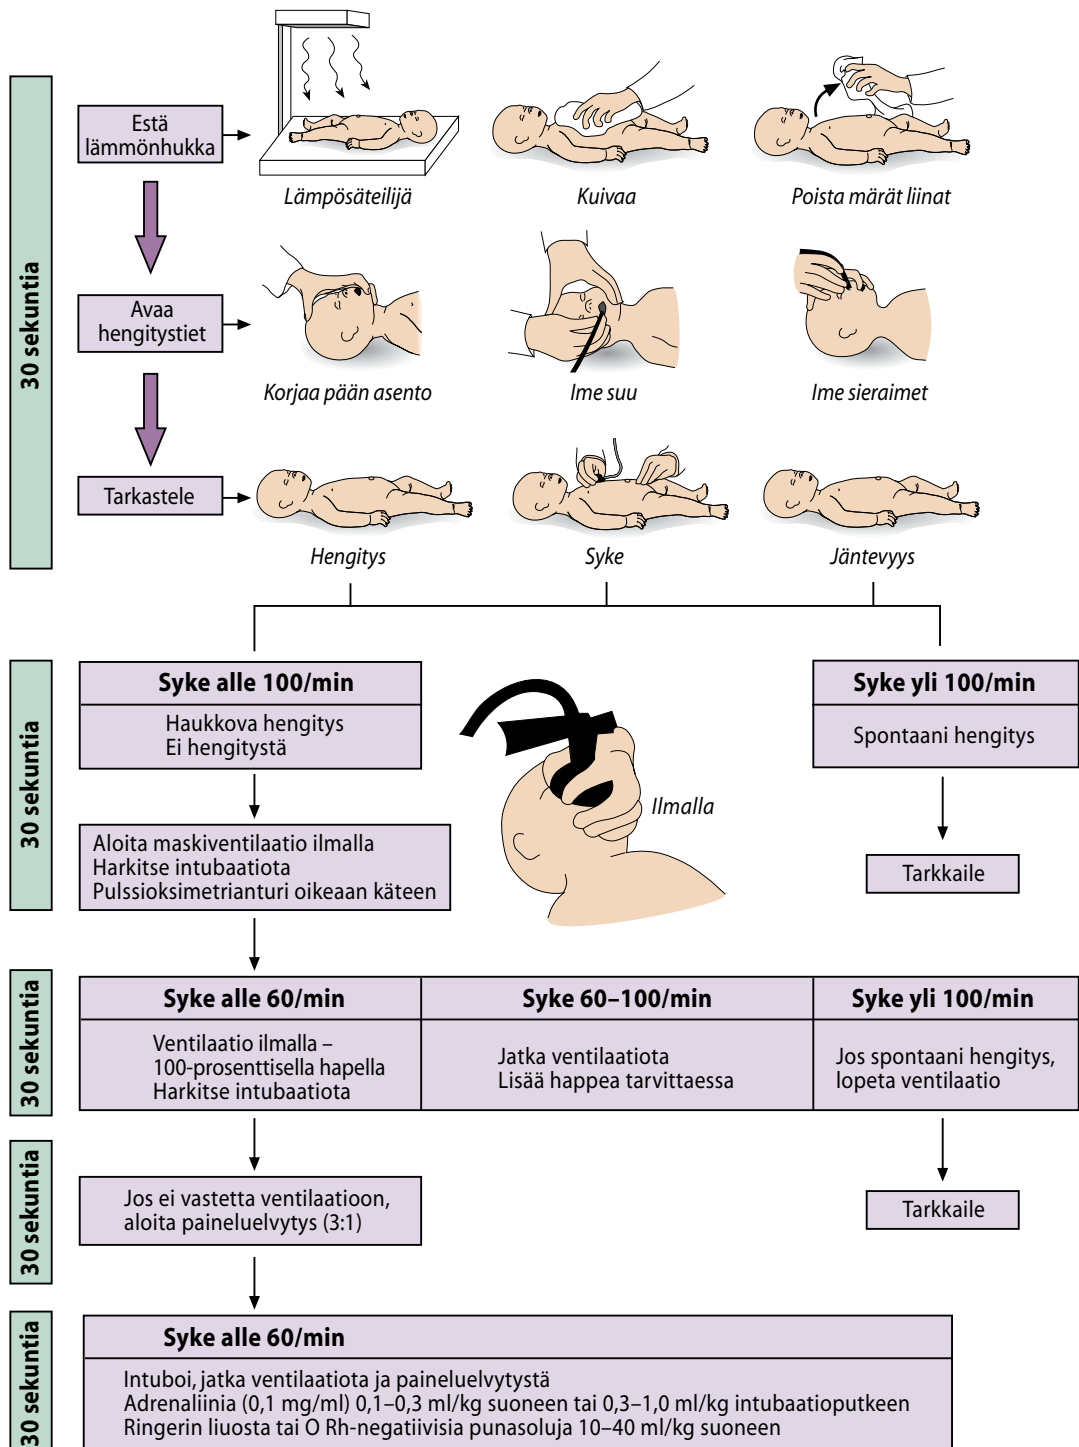 30 sekuntia
Estä
lämmönhukka
Lämpösäteilijä
Kuivaa
Poista märät liinat
Avaa
hengitystiet
Korjaa pään asento
Ime suu
Ime sieraimet
Tarkastele
Hengitys
Syke
Jäntevyys
30 sekuntia
Syke alle 100/min
Haukkova hengitys
Ei hengitystä
Ilmalla
Syke yli 100/min
Spontaani hengitys
Aloita maskiventilaatio ilmalla
Harkitse intubaatiota
Pulssioksimetrianturi oikeaan käteen
Tarkkaile
30 sekuntia
Syke alle 60/min
Ventilaatio ilmalla –
100-prosenttisella hapella
Harkitse intubaatiota
Syke 60–100/min
Jatka ventilaatiota
Lisää happea tarvittaessa
Syke yli 100/min
Jos spontaani hengitys,
lopeta ventilaatio
30 sekuntia
Jos ei vastetta ventilaatioon,
aloita paineluelvytys (3:1)
Tarkkaile
30 sekuntia
Syke alle 60/min
Intuboi, jatka ventilaatiota ja paineluelvytystä
Adrenaliinia (0,1 mg/ml) 0,1–0,3 ml/kg suoneen tai 0,3–1,0 ml/kg intubaatioputkeen
Ringerin liuosta tai O Rh-negatiivisia punasoluja 10–40 ml/kg suoneen